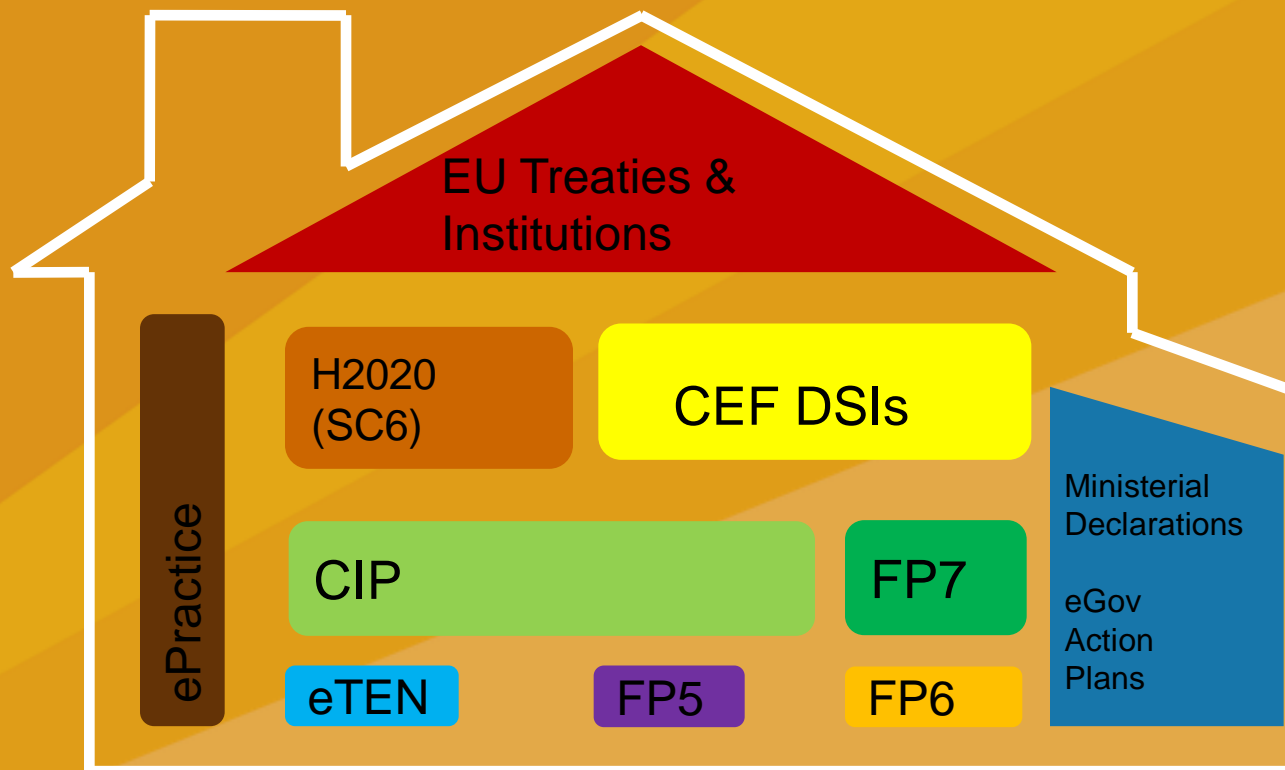 EU Treaties &
Institutions
ePractice
H2020
(SC6)
CEF DSIs
CIP
FP7
eTEN
FP5
FP6
Ministerial
Declarations
eGov
Action
Plans